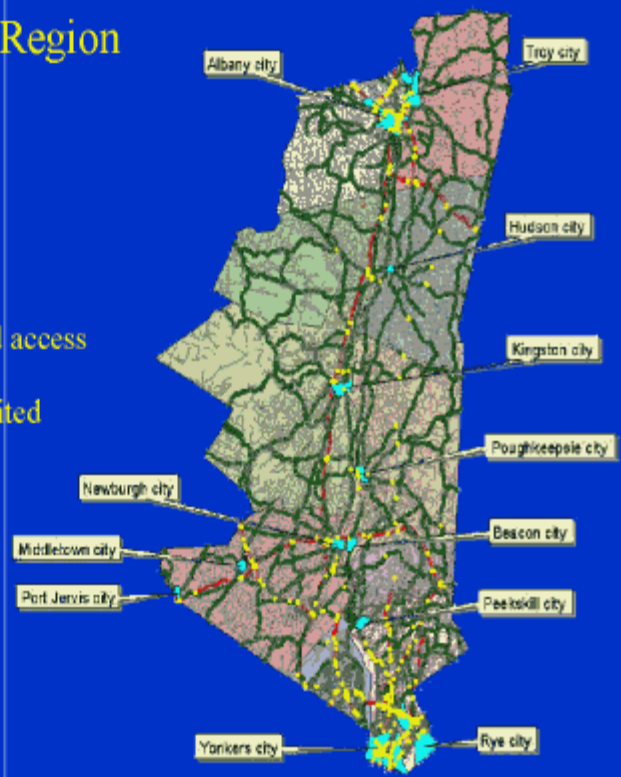 Region
Albany city
Troy city
Hudson city
access
Kingston city
Poughkeepsie city
Newburgh city
Beacon city
Middletown city
Port Jervis city
Peekskill city
Yonkers city
Rye city